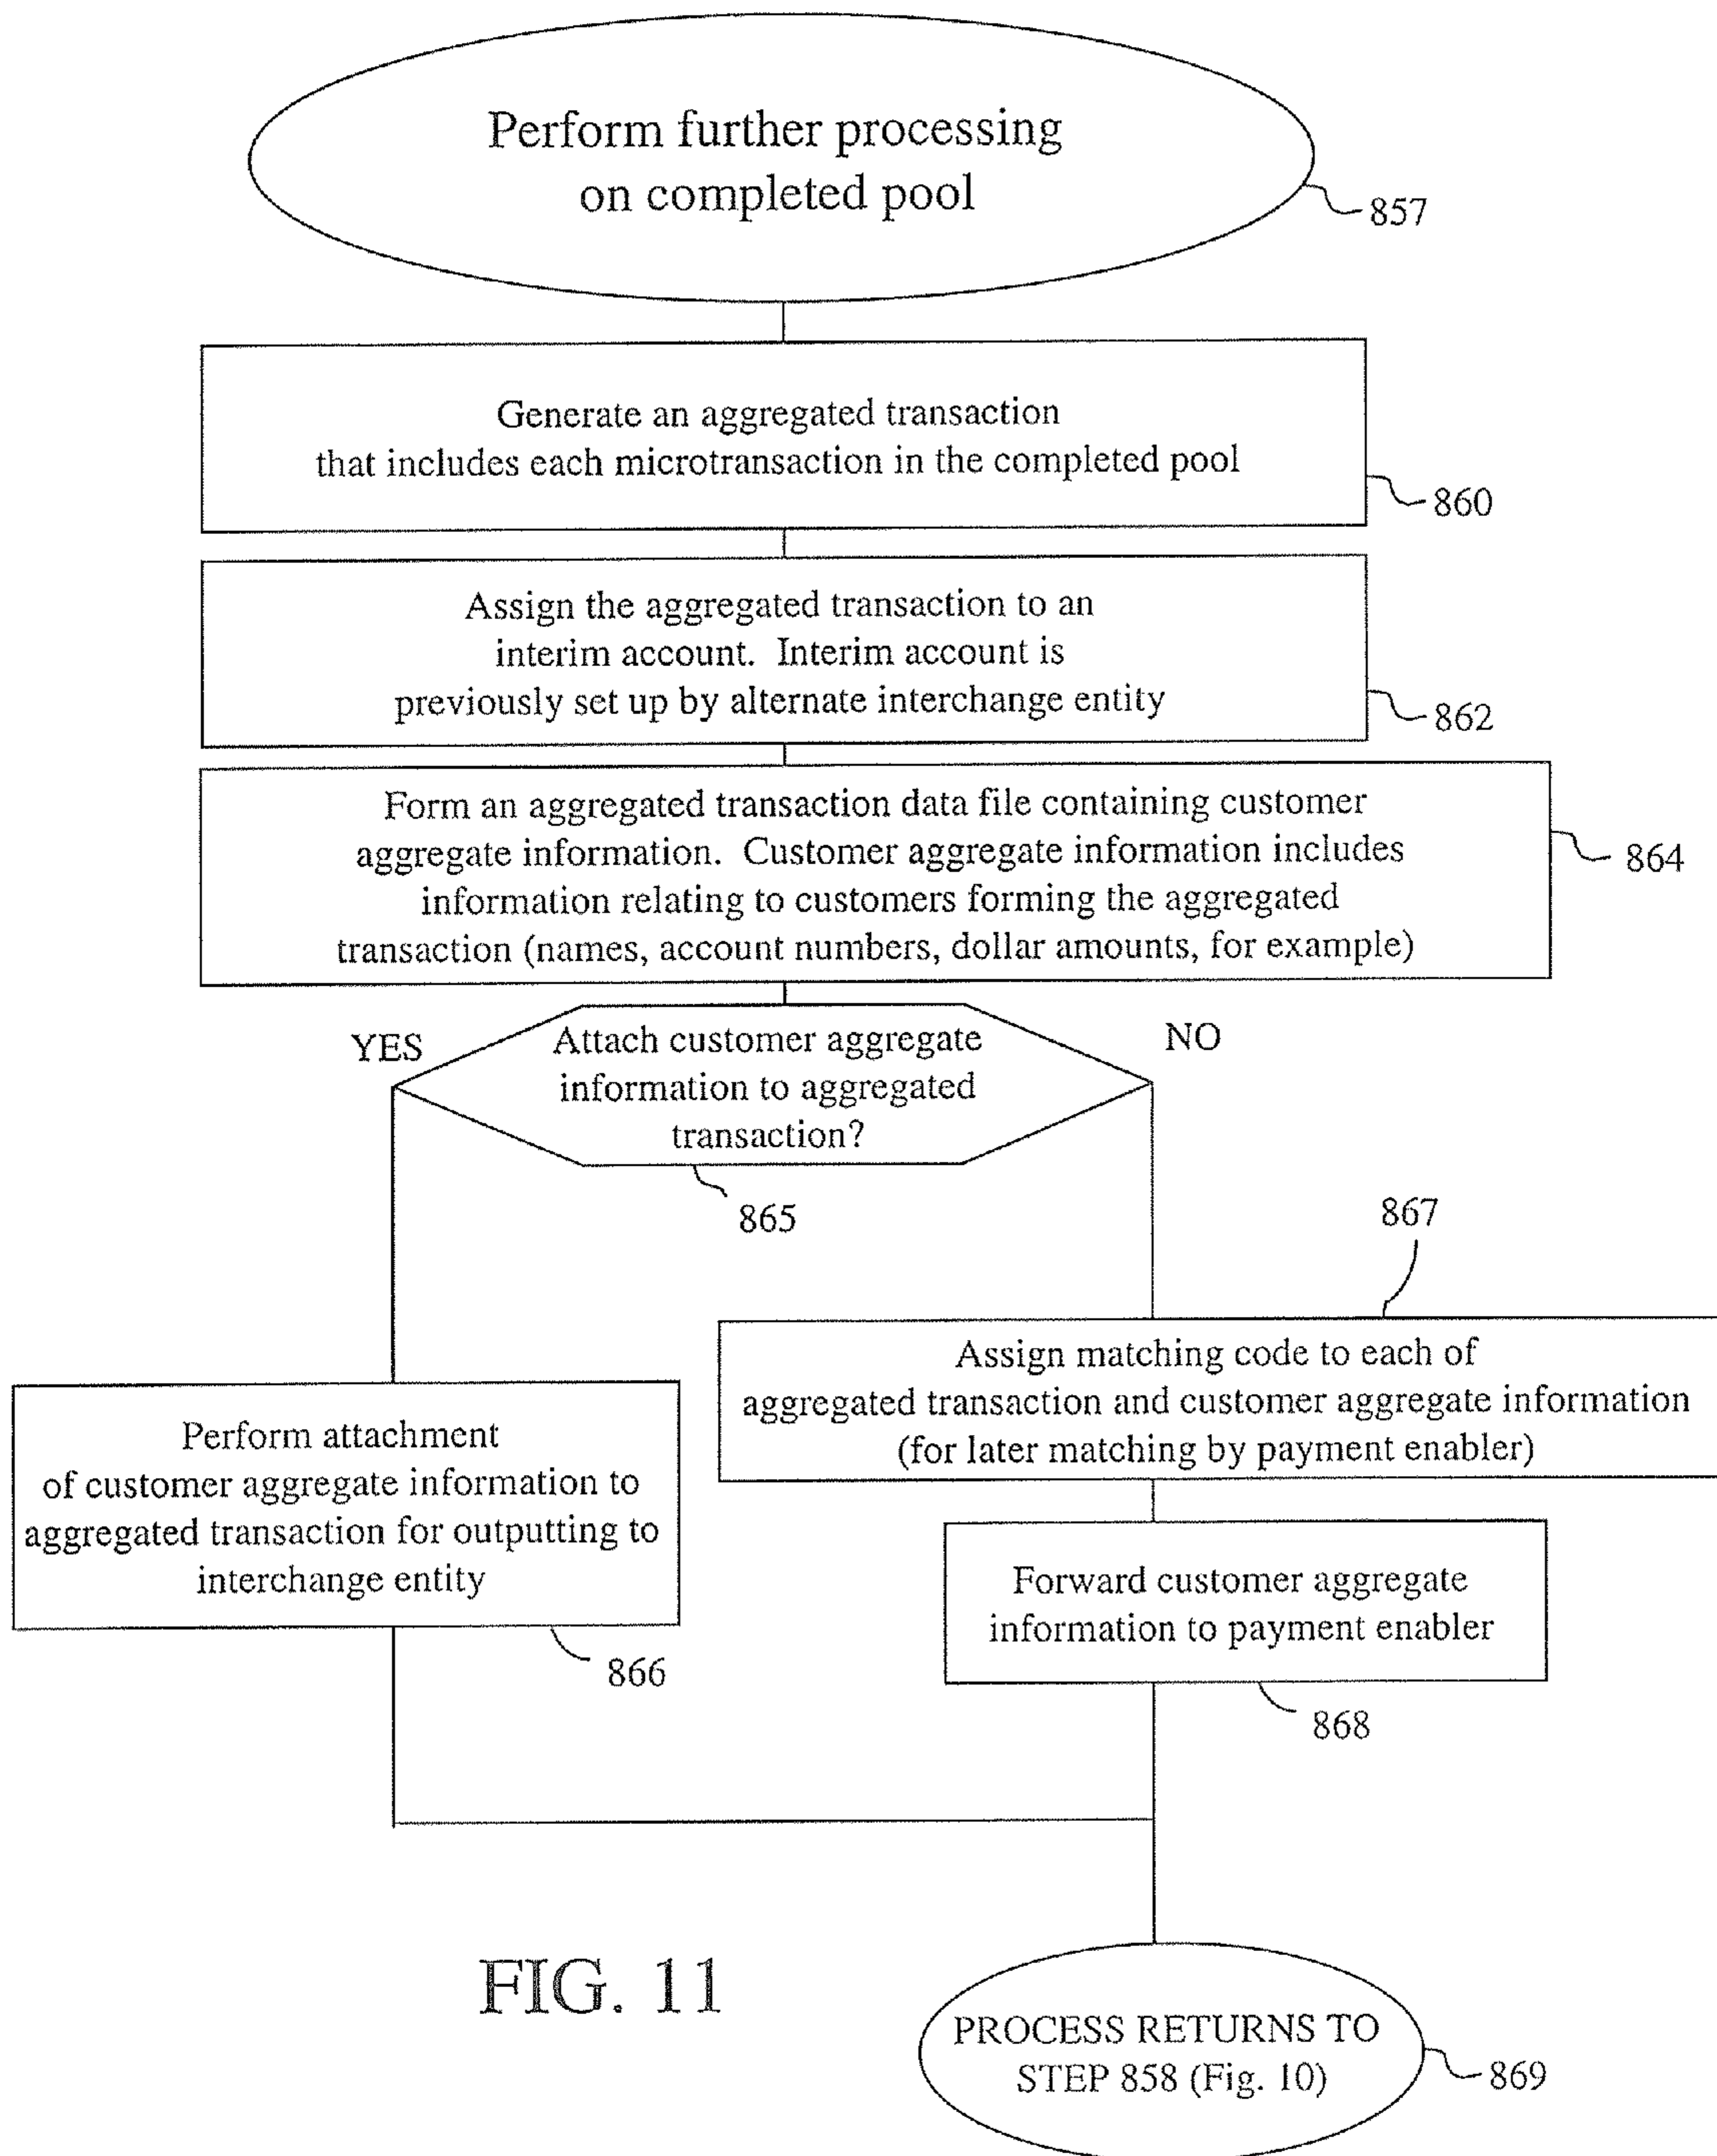 Perform further processing
on completed pool
857
Generate an aggregated transaction
that includes each microtransaction in the completed pool
860
Assign the aggregated transaction to an
interim account. Interim account is
previously set up by alternate interchange entity
862
Form an aggregated transaction data file containing customer
aggregate information. Customer aggregate information includes
information relating to customers forming the aggregated
transaction (names, account numbers, dollar amounts, for example)
864
YES
Attach customer aggregate
information to aggregated
transaction?
NO
865
867
Assign matching code to each of
aggregated transaction and customer aggregate information
(for later matching by payment enabler)
Perform attachment
of customer aggregate information to
aggregated transaction for outputting to
interchange entity
866
Forward customer aggregate
information to payment enabler
868
FIG. 11
PROCESS RETURNS TO
STEP 858 (Fig. 10)
869